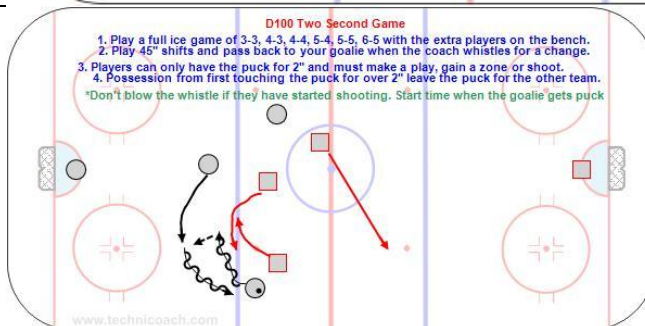 D100 Two Second Game
1. Play a full ice game of 3-3, 4-3, 4-4, 5-4, 5-5, 6-5 with the extra players on the bench.
2. Play 45" shifts and pass back to your goalie when the coach whistles for a change.
3. Players can only have the puck for 2" and must make a play, gain a zone or shoot.
4. Possession from first touching the puck for over 2" leave the puck for the other team.
*Don't blow the whistle if they have started shooting. Start time when the goalie gets puck
www.technicoach.com